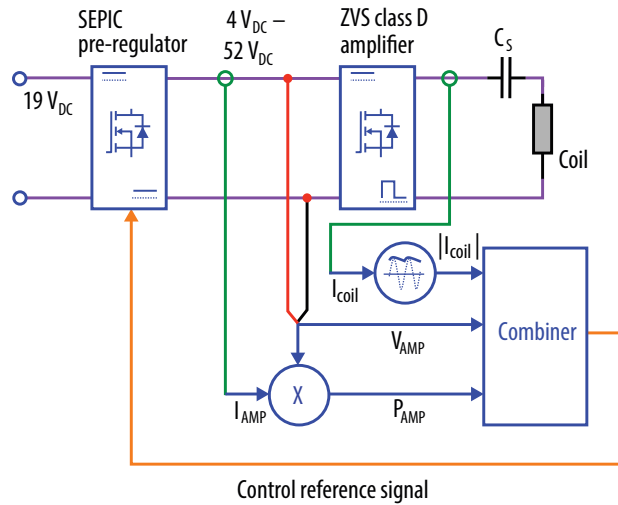 SEPIC
pre-regulator
4 V_DC –
52 V_DC
ZVS class D
amplifier
C_S
19 V_DC
Coil
|I_coil|
I_coil
Combiner
V_AMP
X
I_AMP
P_AMP
Control reference signal